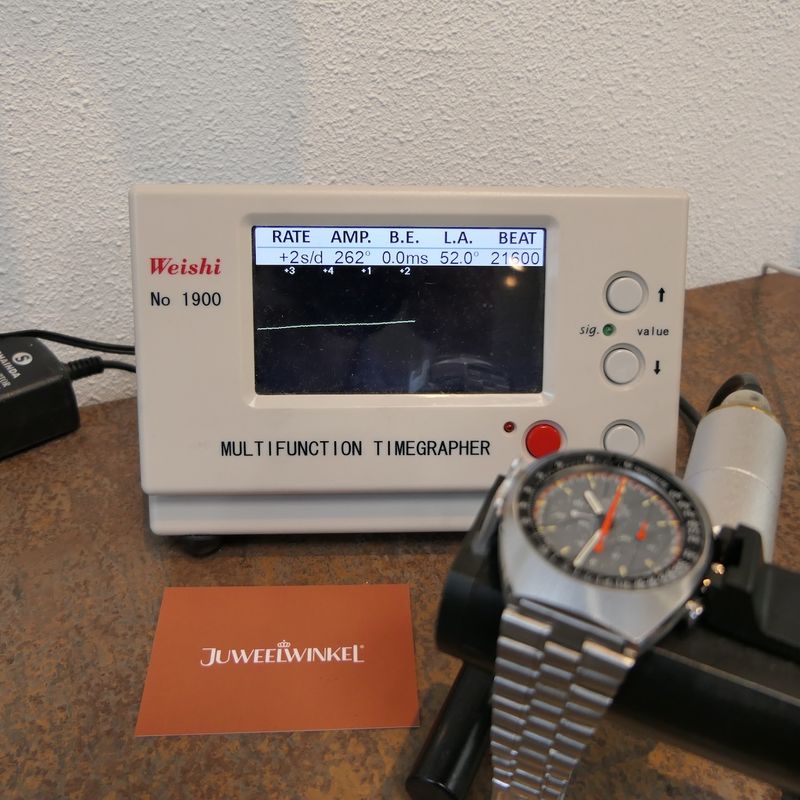 RATE AMP. B.E. L.A. BEAT
+2s/d 262° 0.0ms 52.0° 21600
+3 +4 +1 +2
Weishi
No 1900
sig. value
MULTIFUNCTION TIMEGRAPHER
JUWEELWINKEL®